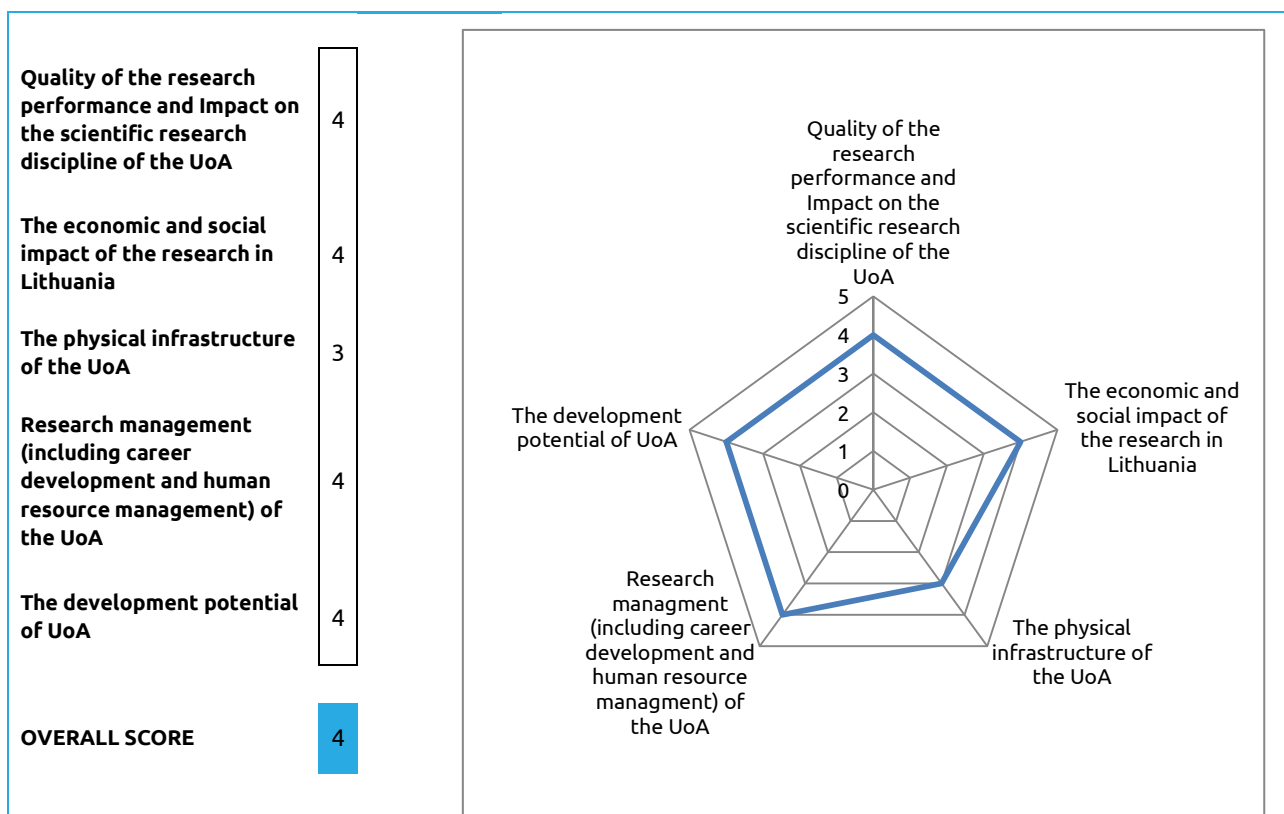 Quality of the research
performance and Impact on
the scientific research
discipline of the UoA
4
The economic and social
impact of the research in
Lithuania
4
The physical infrastructure
of the UoA
3
Research management
(including career
development and human
resource management) of
the UoA
4
The development potential
of UoA
4
OVERALL SCORE
4
Quality of the
research
performance and
Impact on the
scientific research
discipline of the
UoA
5
4
3
2
1
0
The economic and
social impact of
the research in
Lithuania
The physical
infrastructure of
the UoA
Research
managment
(including career
development and
human resource
managment) of
the UoA
The development
potential of UoA